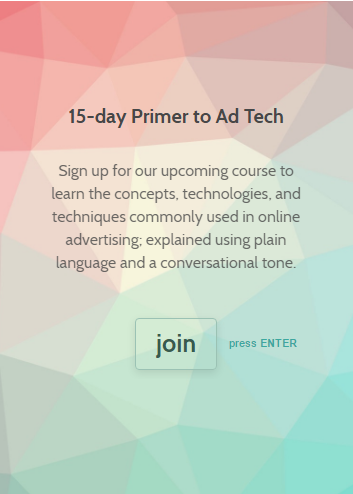 15-day Primer to Ad Tech
Sign up for our upcoming course to
learn the concepts, technologies, and
techniques commonly used in online
advertising; explained using plain
language and a conversational tone.
join press ENTER